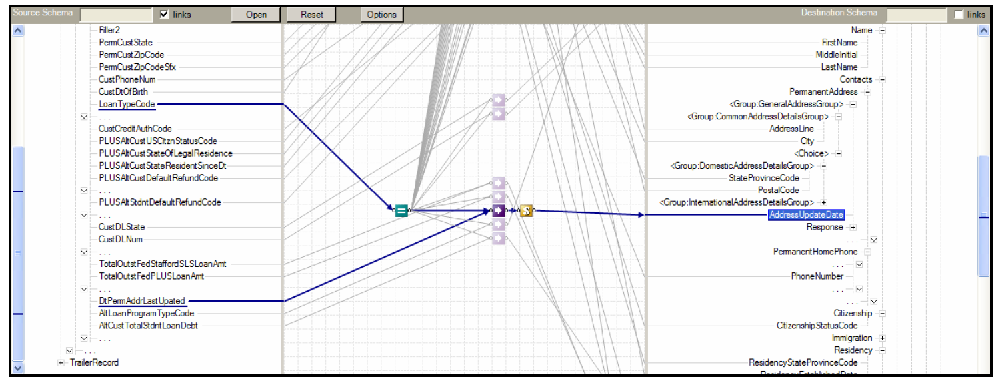 Source Schema links Open Reset Options Destination Schema links
Filler2
PermCustState
PermCustZipCode
PermCustZipCodeSfx
CustPhoneNum
CustDtOfBirth
LoanTypeCode
...
CustCreditAuthCode
PLUSAltCustUSCitznStatusCode
PLUSAltCustStateOfLegalResidence
PLUSAltCustStateResidentSinceDt
PLUSAltCustDefaultRefundCode
...
PLUSAltStdntDefaultRefundCode
...
CustDLState
CustDLNum
...
TotalOutstFedStaffordSLSLoanAmt
TotalOutstFedPLUSLoanAmt
...
DtPermAddrLastUpated
AltLoanProgramTypeCode
AltCustTotalStdntLoanDebt
...
...
TrailerRecord
Name
FirstName
MiddleInitial
LastName
Contacts
PermanentAddress
<Group:GeneralAddressGroup>
<Group:CommonAddressDetailsGroup>
AddressLine
City
<Choice>
<Group:DomesticAddressDetailsGroup>
StateProvinceCode
PostalCode
<Group:InternationalAddressDetailsGroup>
AddressUpdateDate
Response
...
PermanentHomePhone
...
PhoneNumber
...
...
Citizenship
CitizenshipStatusCode
Immigration
Residency
ResidencyStateProvinceCode
ResidencyEstablishedDate